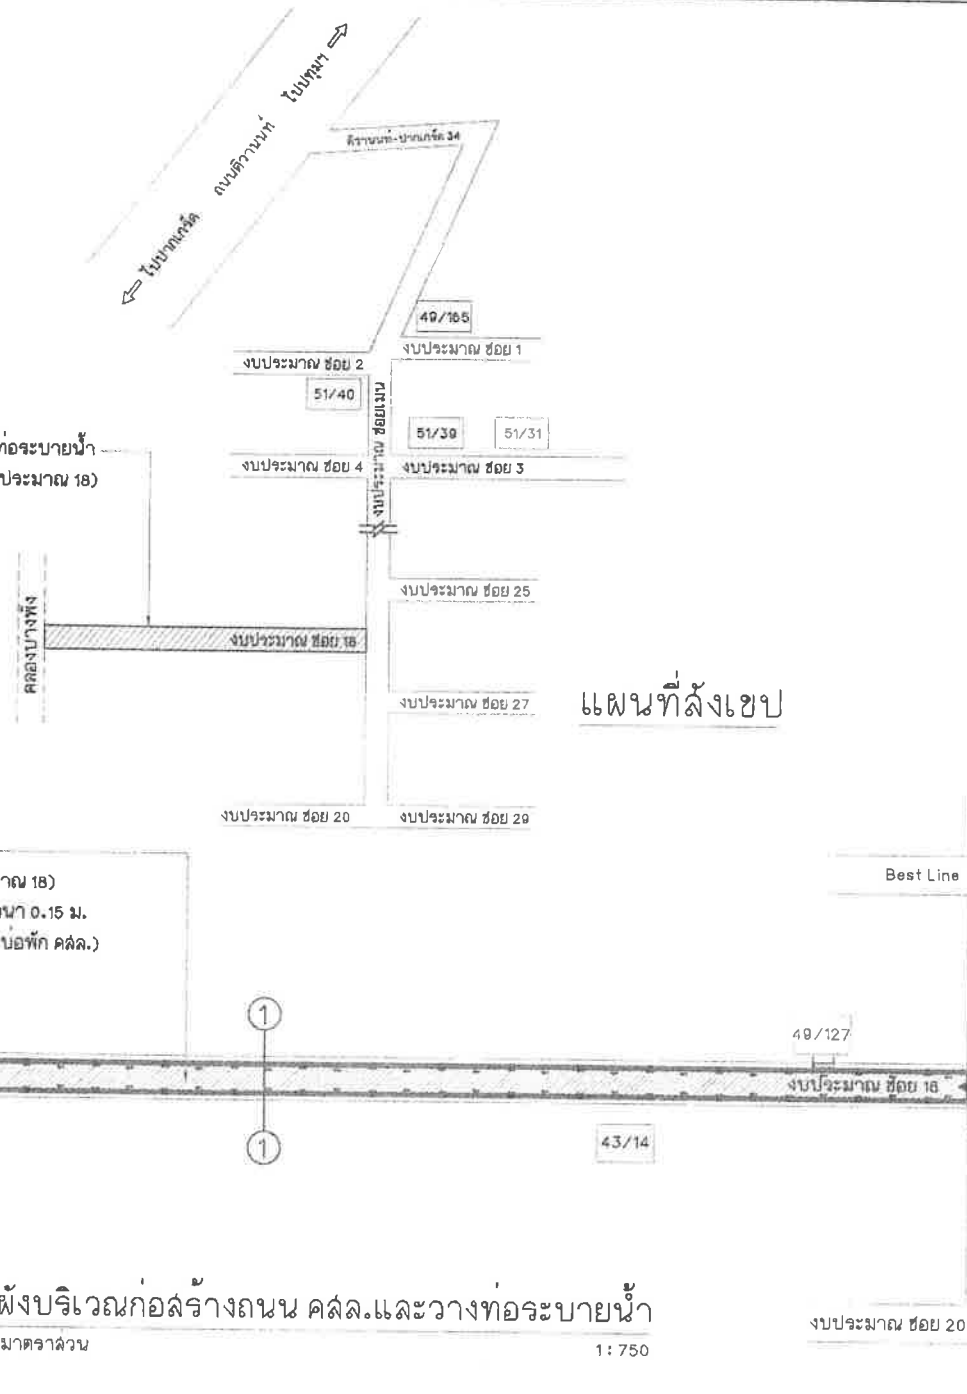 ไปปทุมฯ
ถนนติวานนท์
ไปปากเกร็ด
ติวานนท์-ปากเกร็ด 34
49/165
งบประมาณ ซอย 1
งบประมาณ ซอย 2
51/40
งบประมาณ ซอยเมน
51/39
51/31
ท่อระบายน้ำ
งบประมาณ ซอย 4
งบประมาณ ซอย 3
ประมาณ 18)
งบประมาณ ซอย 25
คลองบางพัง
งบประมาณ ซอย 18
งบประมาณ ซอย 27
แผนที่สังเขป
งบประมาณ ซอย 20
งบประมาณ ซอย 29
าณ 18)
Best Line
นา 0.15 ม.
บ่อพัก คสล.)
1
49/127
งบประมาณ ซอย 18
43/14
1
ผังบริเวณก่อสร้างถนน คสล.และวางท่อระบายน้ำ
งบประมาณ ซอย 20
มาตราส่วน
1:750